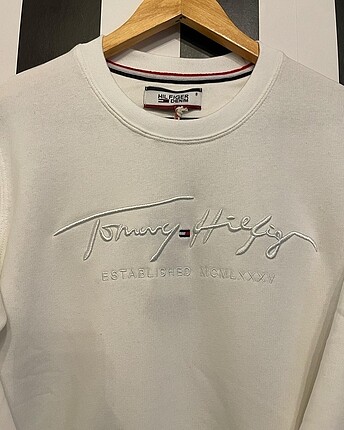 HILFIGER
DENIM
Tommy Hilfiger
ESTABLISHED MCMLXXXV